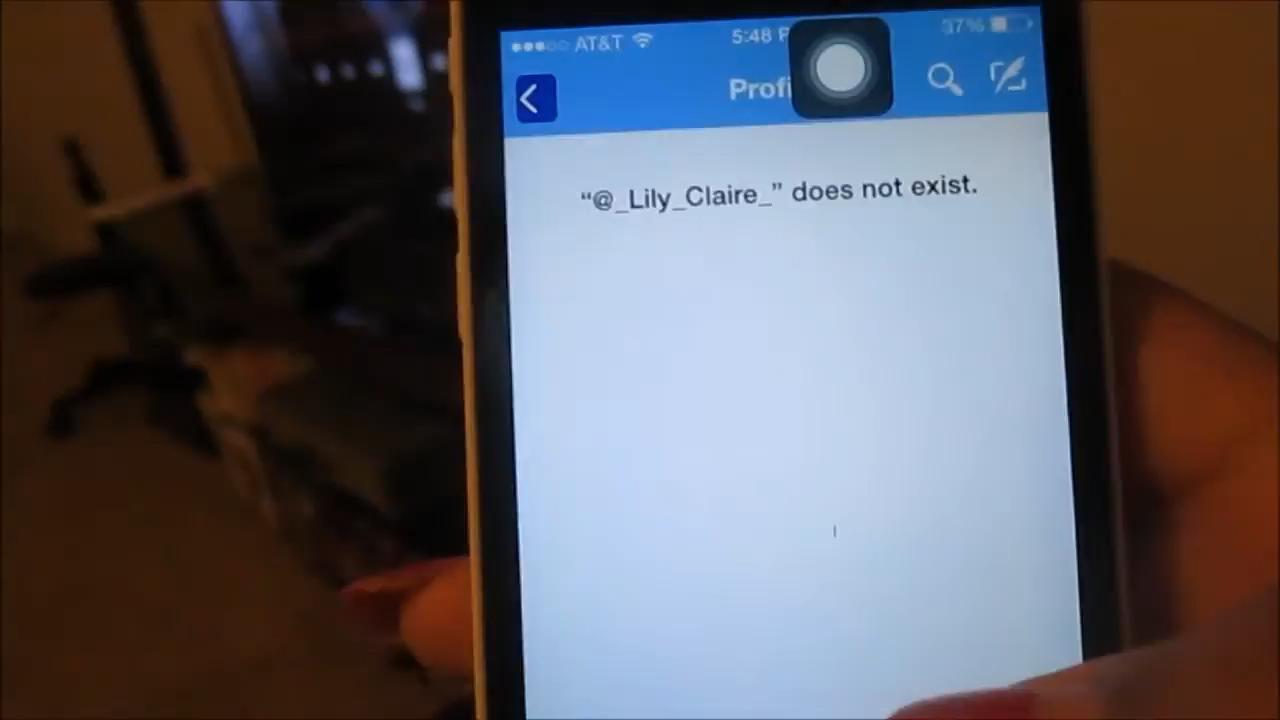 AT&T 5:48 P 37%
Profi
“@_Lily_Claire_” does not exist.